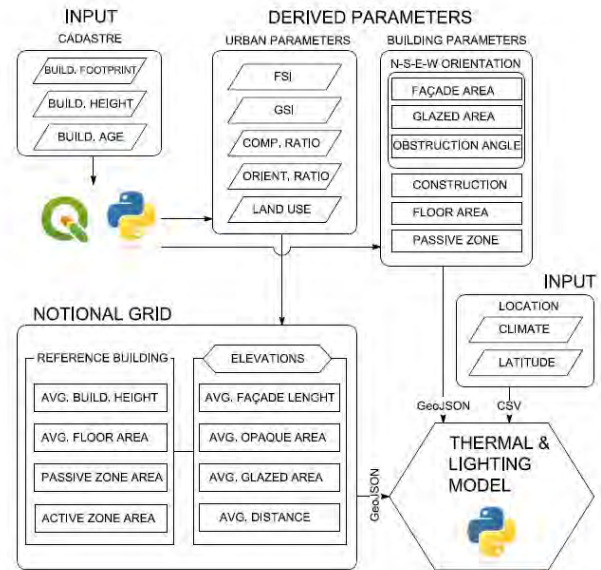 INPUT
CADASTRE
BUILD. FOOTPRINT
BUILD. HEIGHT
BUILD. AGE
DERIVED PARAMETERS
URBAN PARAMETERS
FSI
GSI
COMP. RATIO
ORIENT. RATIO
LAND USE
BUILDING PARAMETERS
N-S-E-W ORIENTATION
FAÇADE AREA
GLAZED AREA
OBSTRUCTION ANGLE
CONSTRUCTION
FLOOR AREA
PASSIVE ZONE
INPUT
LOCATION
CLIMATE
LATITUDE
NOTIONAL GRID
REFERENCE BUILDING
AVG. BUILD. HEIGHT
AVG. FLOOR AREA
PASSIVE ZONE AREA
ACTIVE ZONE AREA
ELEVATIONS
AVG. FAÇADE LENGHT
AVG. OPAQUE AREA
AVG. GLAZED AREA
AVG. DISTANCE
GeoJSON
GeoJSON
CSV
THERMAL &
LIGHTING
MODEL